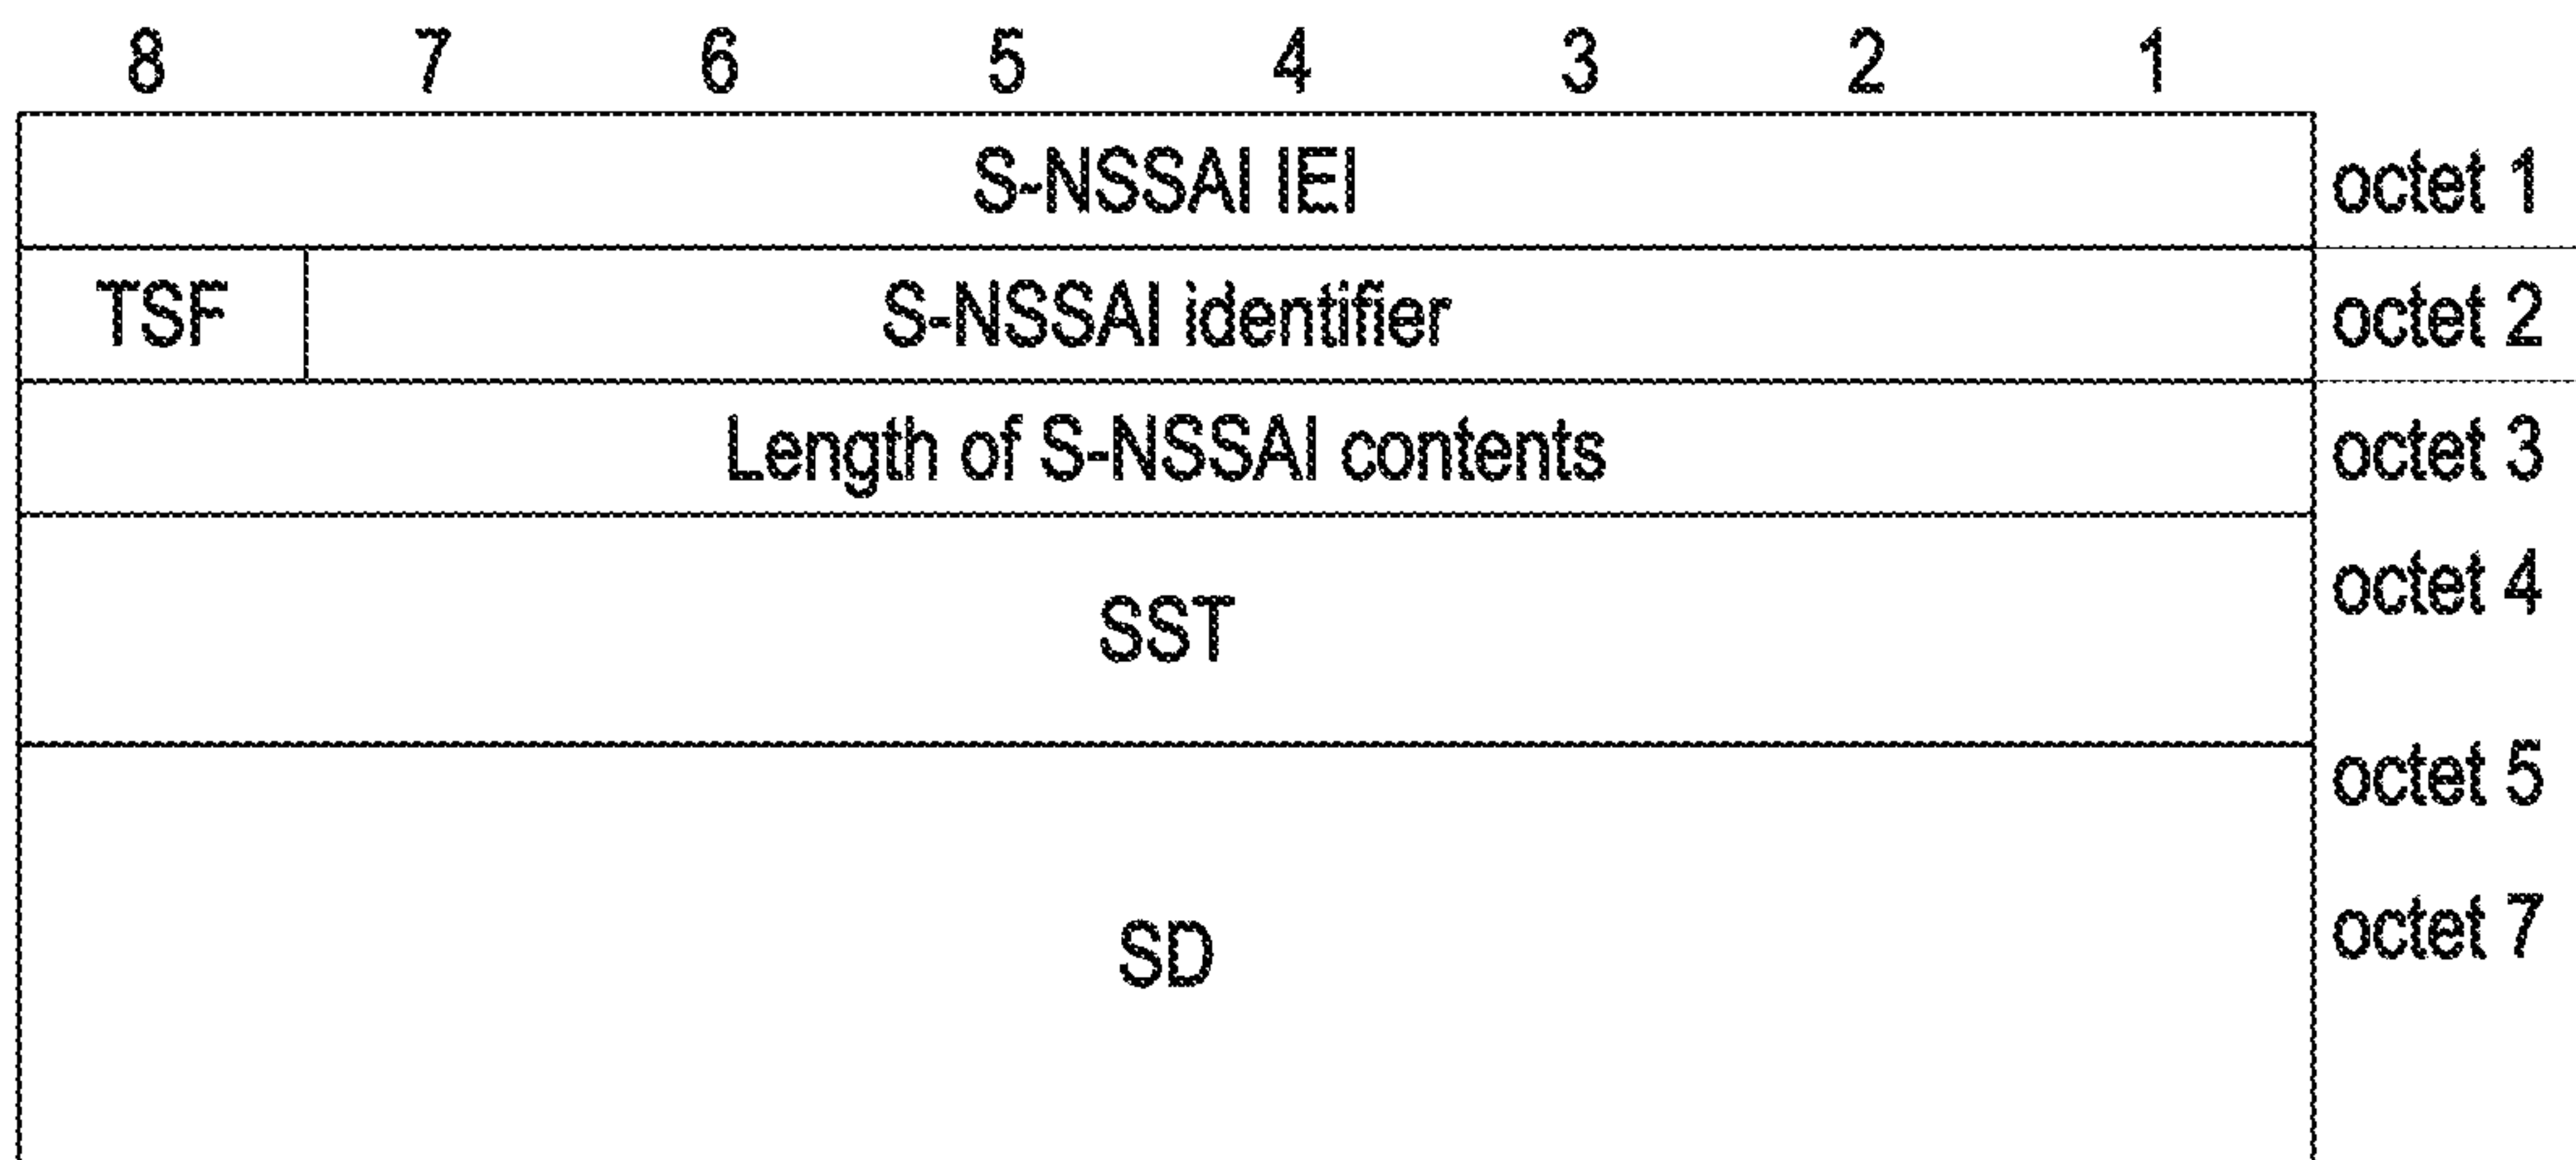 8 7 6 5 4 3 2 1
S-NSSAI IEI octet 1
TSF S-NSSAI identifier octet 2
Length of S-NSSAI contents octet 3
octet 4
SST
octet 5
octet 7
SD